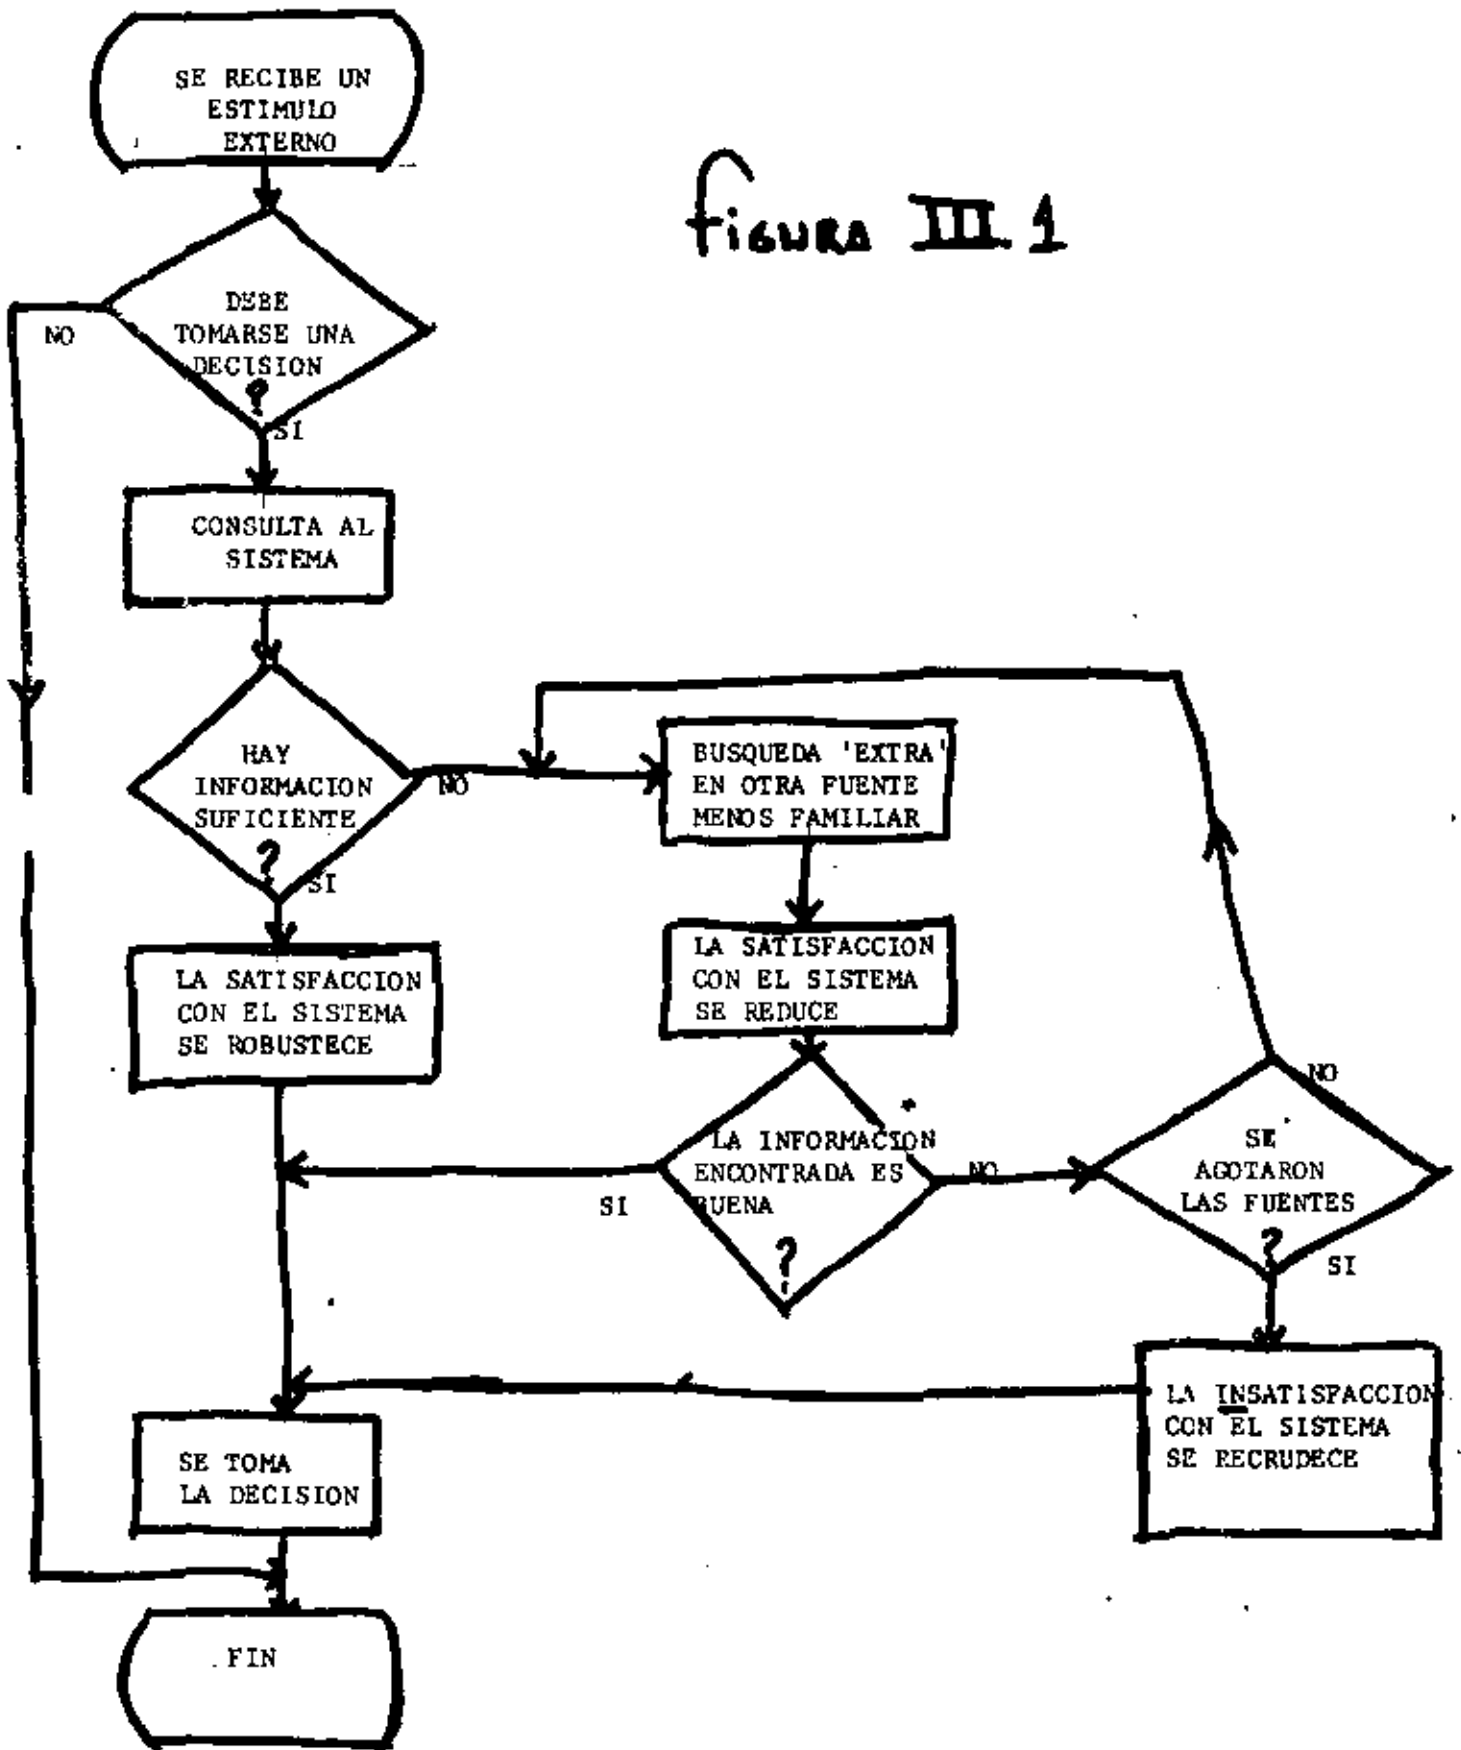 SE RECIBE UN
ESTIMULO
EXTERNO
figura III 1
DEBE
TOMARSE UNA
DECISION
?
NO
SI
CONSULTA AL
SISTEMA
HAY
INFORMACION
SUFICIENTE
?
NO
SI
BUSQUEDA 'EXTRA'
EN OTRA FUENTE
MENOS FAMILIAR
LA SATISFACCION
CON EL SISTEMA
SE ROBUSTECE
LA SATISFACCION
CON EL SISTEMA
SE REDUCE
LA INFORMACION
ENCONTRADA ES
BUENA
?
SI
NO
SE
AGOTARON
LAS FUENTES
?
NO
SI
LA INSATISFACCION
CON EL SISTEMA
SE RECRUDECE
SE TOMA
LA DECISION
FIN